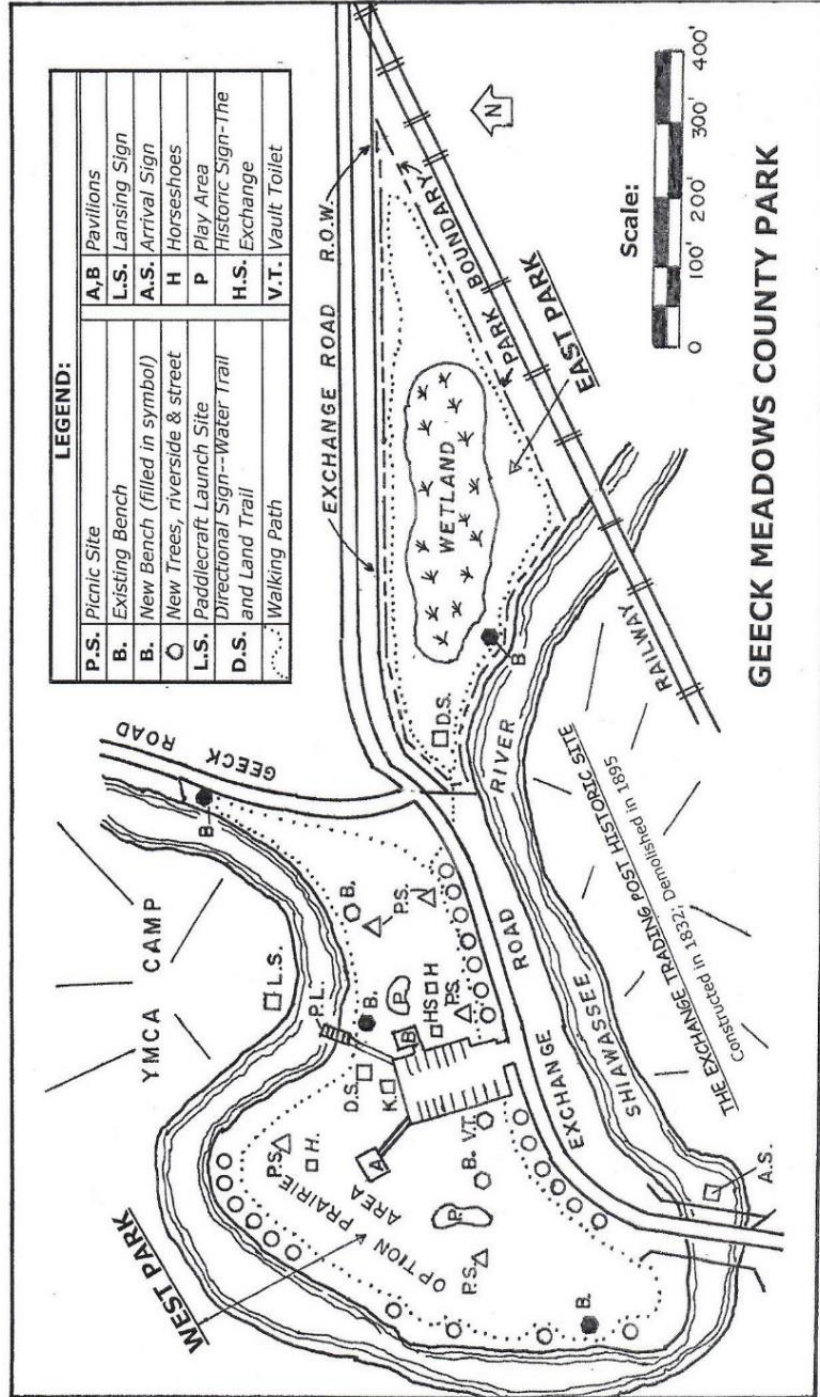 LEGEND:
P.S. Picnic Site
B. Existing Bench
B. New Bench (filled in symbol)
New Trees, riverside & street
L.S. Paddlecraft Launch Site
D.S. Directional Sign--Water Trail
and Land Trail
Walking Path
A,B Pavilions
L.S. Lansing Sign
A.S. Arrival Sign
H Horseshoes
P Play Area
H.S. Historic Sign-The
Exchange
V.T. Vault Toilet
YMCA CAMP
GEECK ROAD
EXCHANGE ROAD R.O.W.
N
WEST PARK
L.S.
P.L.
B
B.
B.
P.S.
P.
HS
H
P.S.
B
D.S.
K.
P.S.
H.
A
OPTION PRAIRIE
AREA
V.T.
B.
P.
P.S.
B.
EXCHANGE ROAD
SHIAWASSEE RIVER
A.S.
D.S.
B
WETLAND
PARK BOUNDARY
EAST PARK
RAILWAY
THE EXCHANGE TRADING POST HISTORIC SITE
Constructed in 1832; Demolished in 1895
Scale:
0 100' 200' 300' 400'
GEECK MEADOWS COUNTY PARK